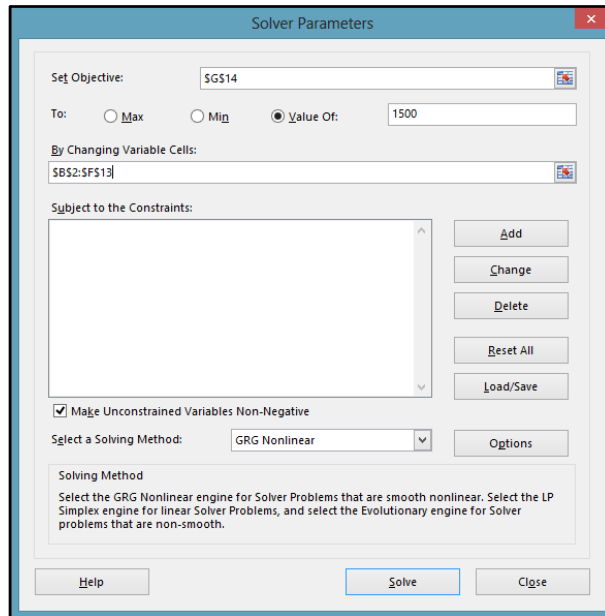 Solver Parameters
Set Objective:
$G$14
To:
Max
Min
Value Of:
1500
By Changing Variable Cells:
$B$2:$F$13
Subject to the Constraints:
Add
Change
Delete
Reset All
Load/Save
Make Unconstrained Variables Non-Negative
Select a Solving Method:
GRG Nonlinear
Options
Solving Method
Select the GRG Nonlinear engine for Solver Problems that are smooth nonlinear. Select the LP
Simplex engine for linear Solver Problems, and select the Evolutionary engine for Solver
problems that are non-smooth.
Help
Solve
Close